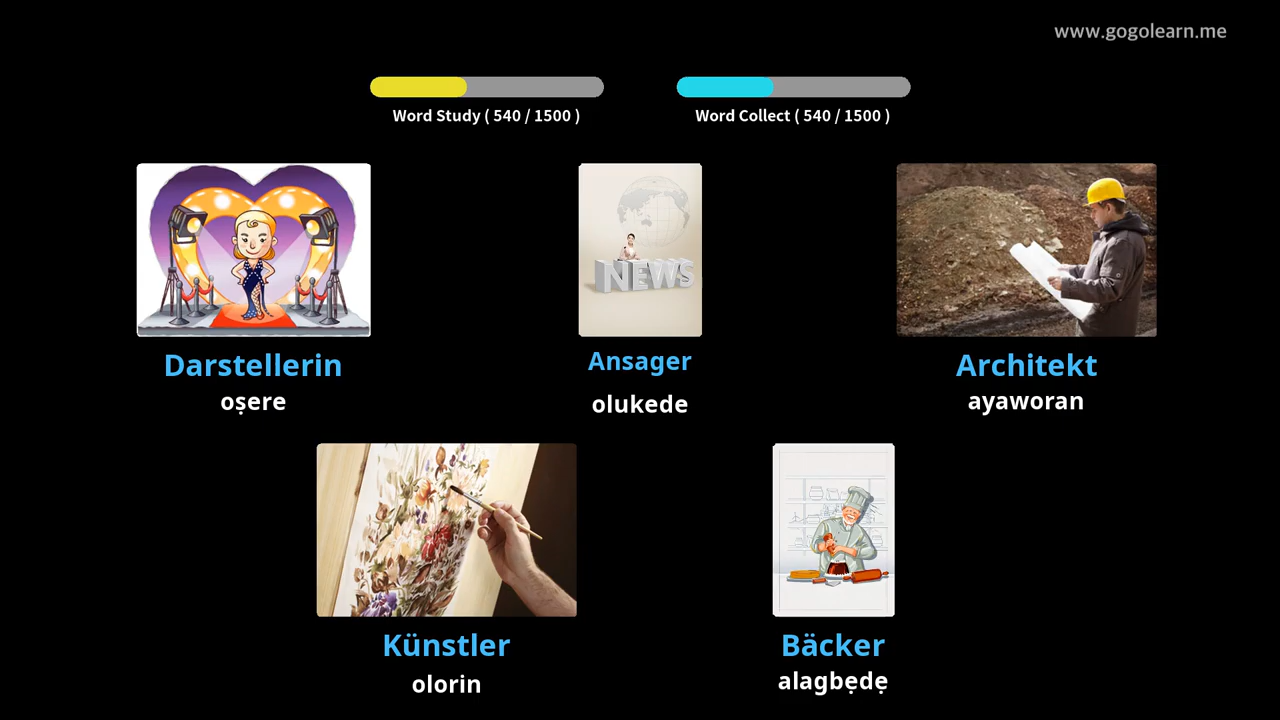 www.gogolearn.me
Word Study ( 540 / 1500 )
Word Collect ( 540 / 1500 )
NEWS
Darstellerin
oṣere
Ansager
olukede
Architekt
ayaworan
Künstler
olorin
Bäcker
alagbẹdẹ